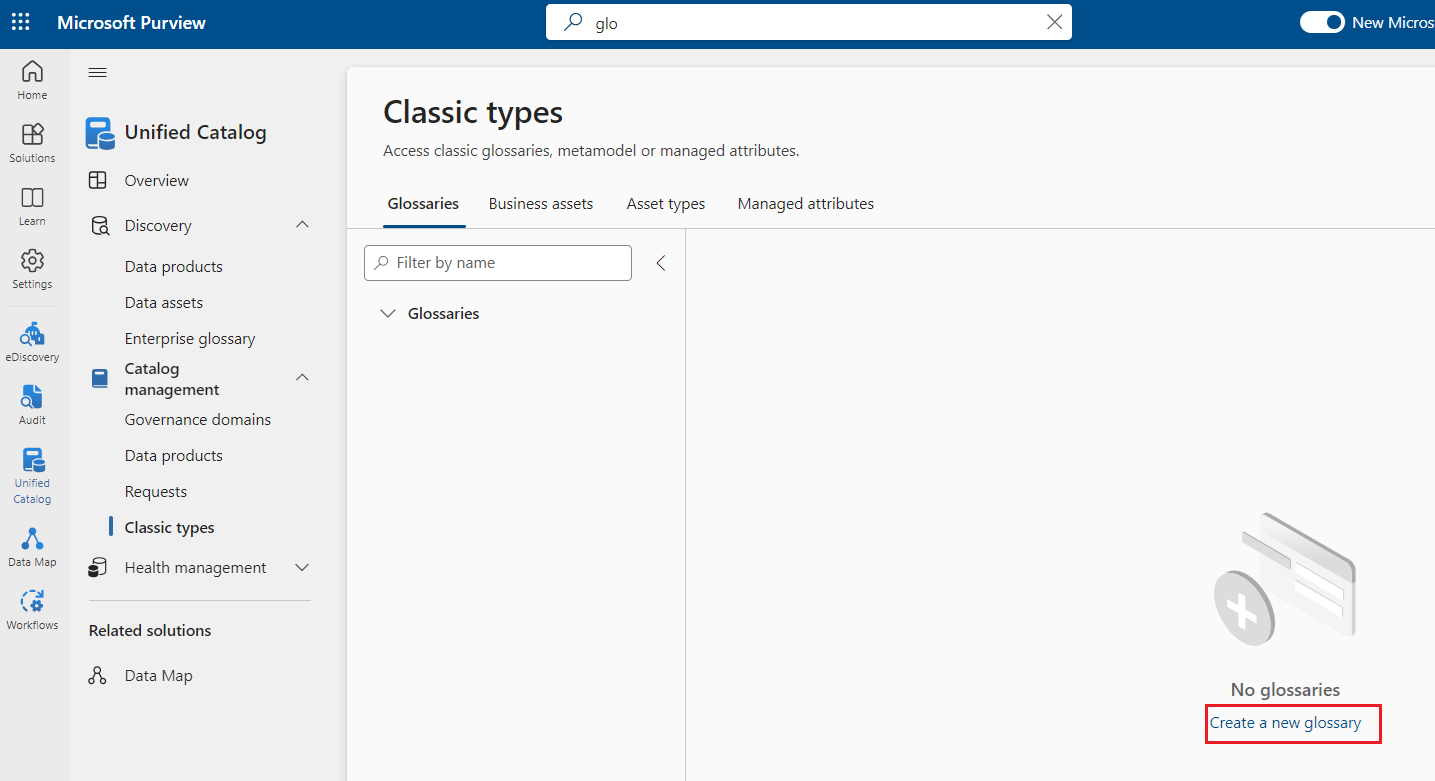 Microsoft Purview
glo
New Micros
Home
Solutions
Learn
Settings
eDiscovery
Audit
Unified
Catalog
Data Map
Workflows
Unified Catalog
Overview
Discovery
Data products
Data assets
Enterprise glossary
Catalog
management
Governance domains
Data products
Requests
Classic types
Health management
Related solutions
Data Map
Classic types
Access classic glossaries, metamodel or managed attributes.
Glossaries Business assets Asset types Managed attributes
Filter by name
Glossaries
No glossaries
Create a new glossary